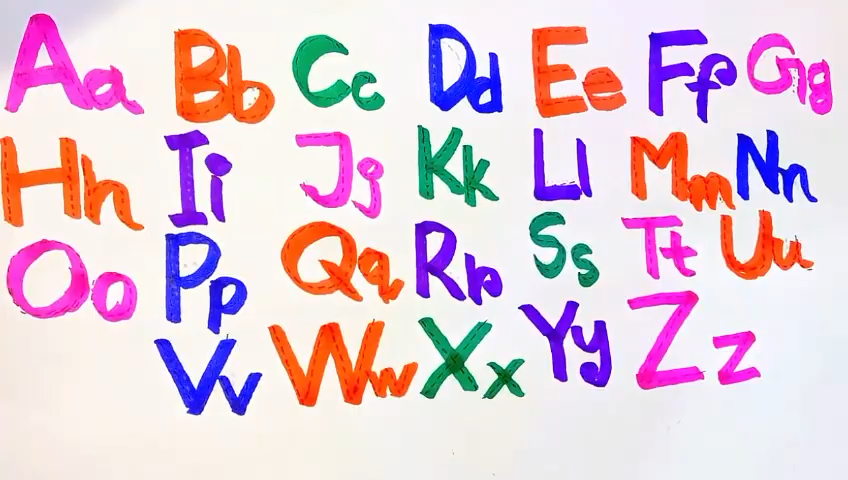 Aa Bb Cc Dd Ee Ff Gg
Hh Ii Jj Kk Ll Mm Nn
Oo Pp Qq Rr Ss Tt Uu
Vv Ww Xx Yy Zz